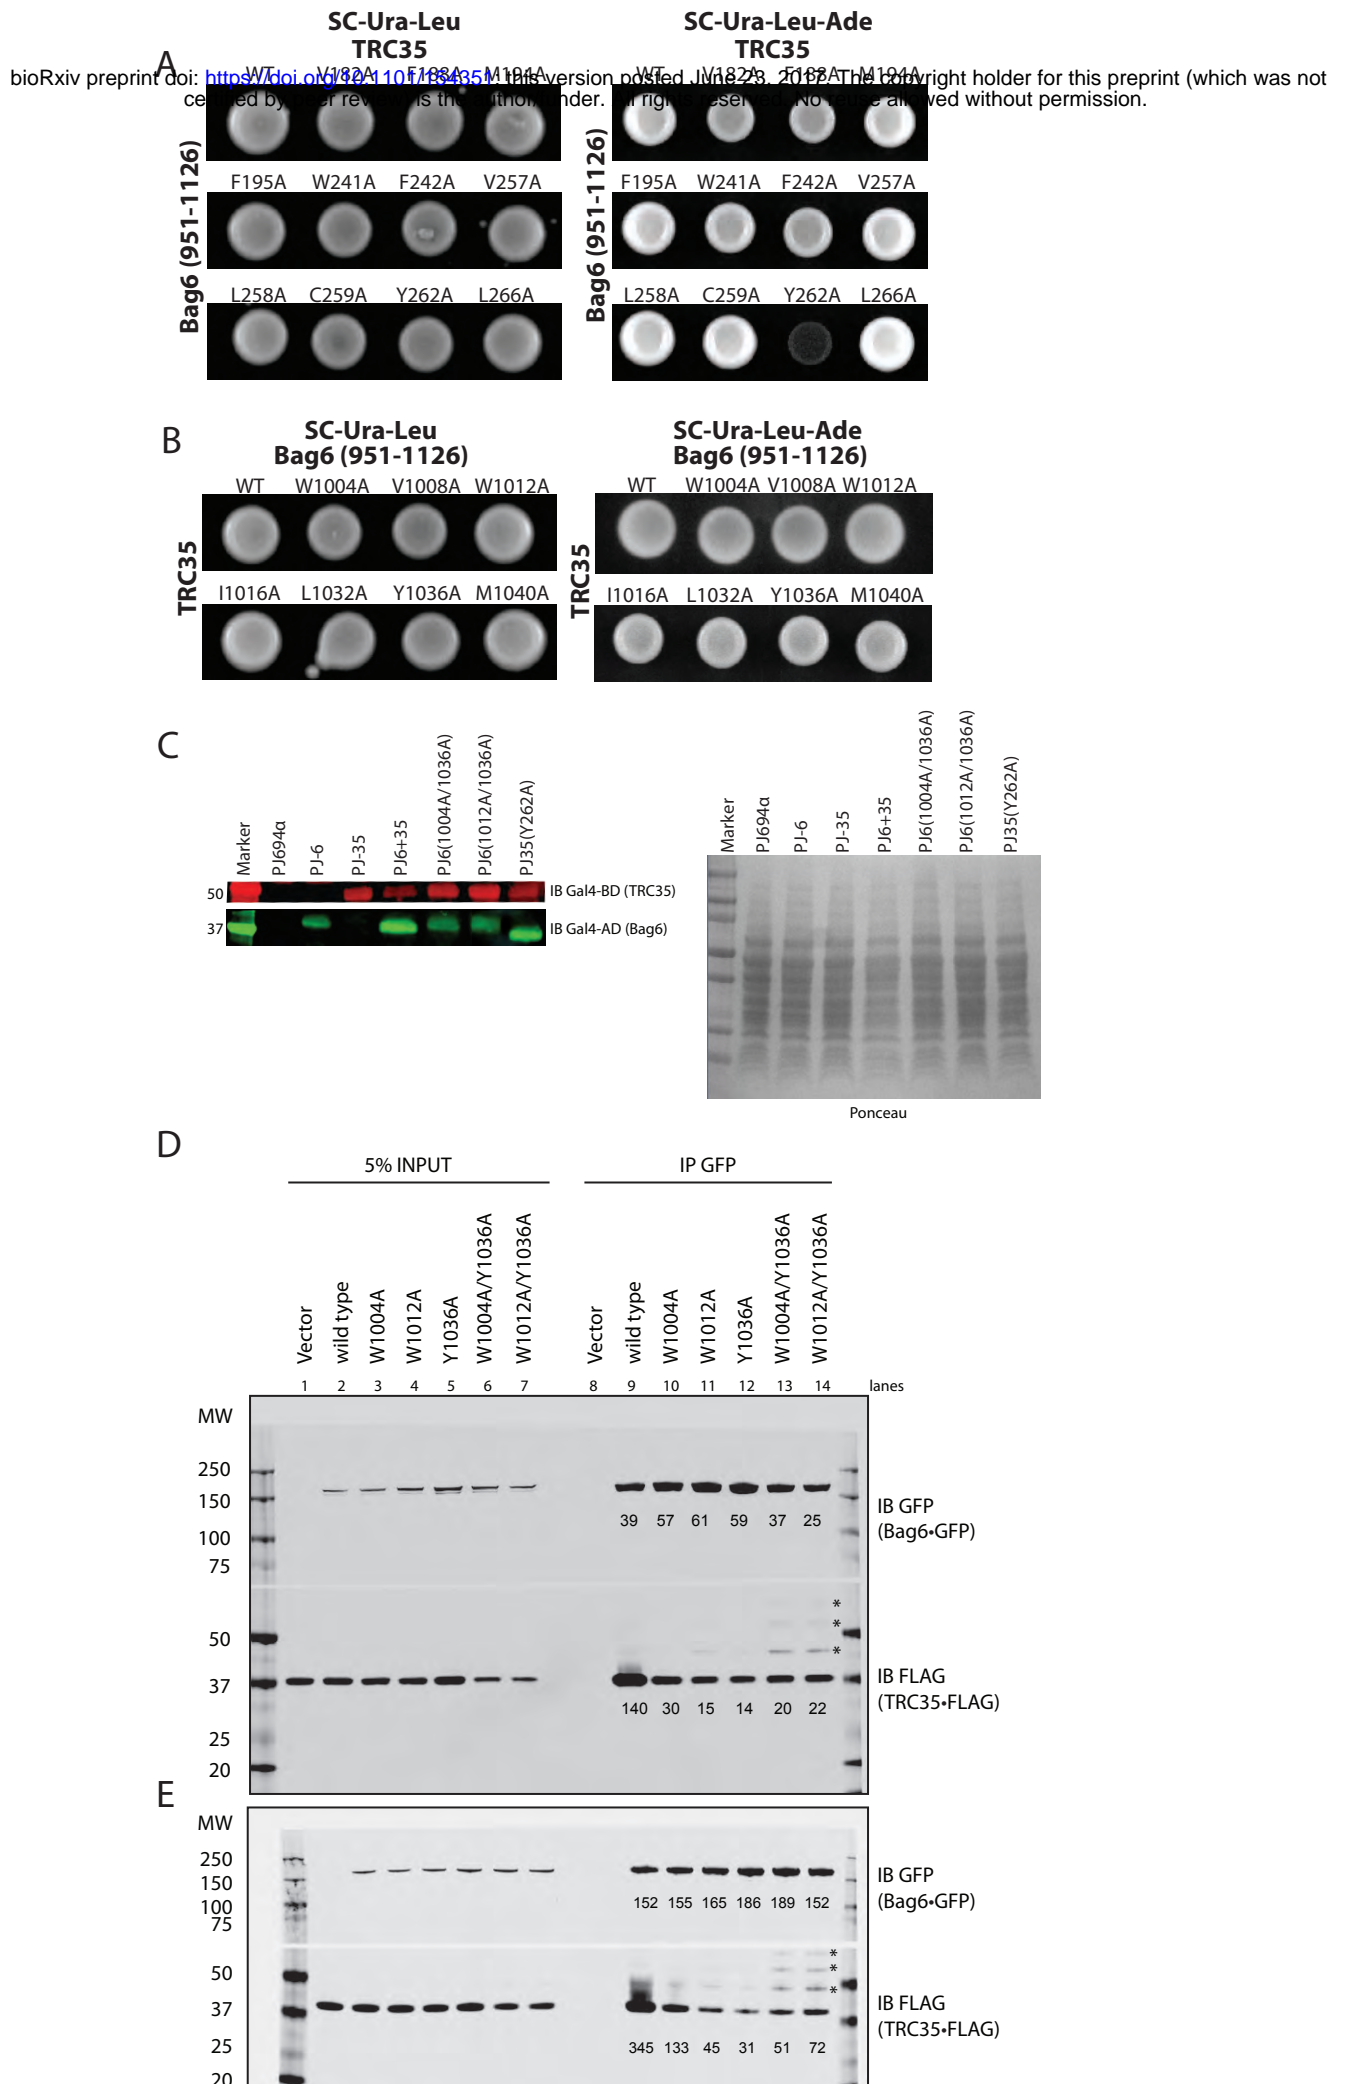 SC-Ura-Leu
TRC35
SC-Ura-Leu-Ade
TRC35
A
bioRxiv preprint doi: https://doi.org/10.1101/154351; this version posted June 23, 2017. The copyright holder for this preprint (which was not
certified by peer review) is the author/funder. All rights reserved. No reuse allowed without permission.
WT V182A F188A M194A
WT V182A F188A M194A
Bag6 (951-1126)
Bag6 (951-1126)
F195A W241A F242A V257A
F195A W241A F242A V257A
L258A C259A Y262A L266A
L258A C259A Y262A L266A
B
SC-Ura-Leu
Bag6 (951-1126)
SC-Ura-Leu-Ade
Bag6 (951-1126)
WT W1004A V1008A W1012A
WT W1004A V1008A W1012A
TRC35
TRC35
I1016A L1032A Y1036A M1040A
I1016A L1032A Y1036A M1040A
C
Marker
PJ694α
PJ-6
PJ-35
PJ6+35
PJ6(1004A/1036A)
PJ6(1012A/1036A)
PJ35(Y262A)
50
IB Gal4-BD (TRC35)
37
IB Gal4-AD (Bag6)
Marker
PJ694α
PJ-6
PJ-35
PJ6+35
PJ6(1004A/1036A)
PJ6(1012A/1036A)
PJ35(Y262A)
Ponceau
D
5% INPUT
IP GFP
Vector
wild type
W1004A
W1012A
Y1036A
W1004A/Y1036A
W1012A/Y1036A
Vector
wild type
W1004A
W1012A
Y1036A
W1004A/Y1036A
W1012A/Y1036A
1 2 3 4 5 6 7 8 9 10 11 12 13 14 lanes
MW
250
150
100
75
50
37
25
20
39 57 61 59 37 25
IB GFP
(Bag6•GFP)
*
*
*
IB FLAG
(TRC35•FLAG)
140 30 15 14 20 22
E
MW
250
150
100
75
50
37
25
20
152 155 165 186 189 152
IB GFP
(Bag6•GFP)
*
*
*
IB FLAG
(TRC35•FLAG)
345 133 45 31 51 72